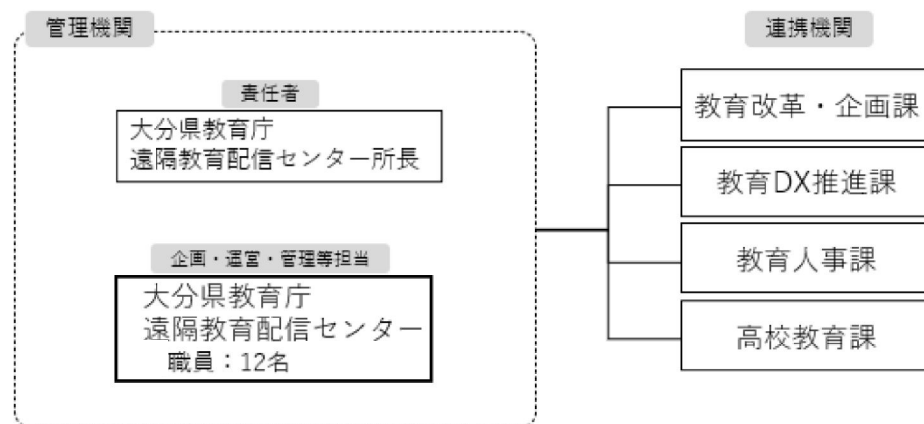 管理機関
責任者
大分県教育庁
遠隔教育配信センター所長
企画・運営・管理等担当
大分県教育庁
遠隔教育配信センター
職員：12名
連携機関
教育改革・企画課
教育DX推進課
教育人事課
高校教育課